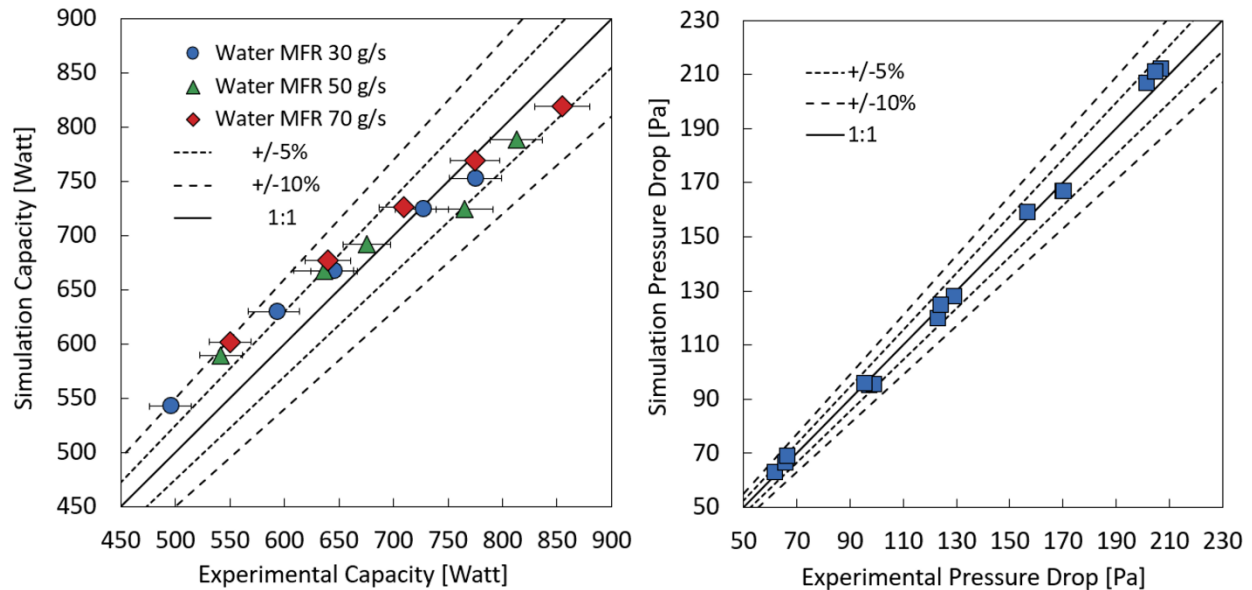 Simulation Capacity [Watt]
900
850
800
750
700
650
600
550
500
450
Water MFR 30 g/s
Water MFR 50 g/s
Water MFR 70 g/s
+/-5%
+/-10%
1:1
450 500 550 600 650 700 750 800 850 900
Experimental Capacity [Watt]
Simulation Pressure Drop [Pa]
230
210
190
170
150
130
110
90
70
50
+/-5%
+/-10%
1:1
50 70 90 110 130 150 170 190 210 230
Experimental Pressure Drop [Pa]